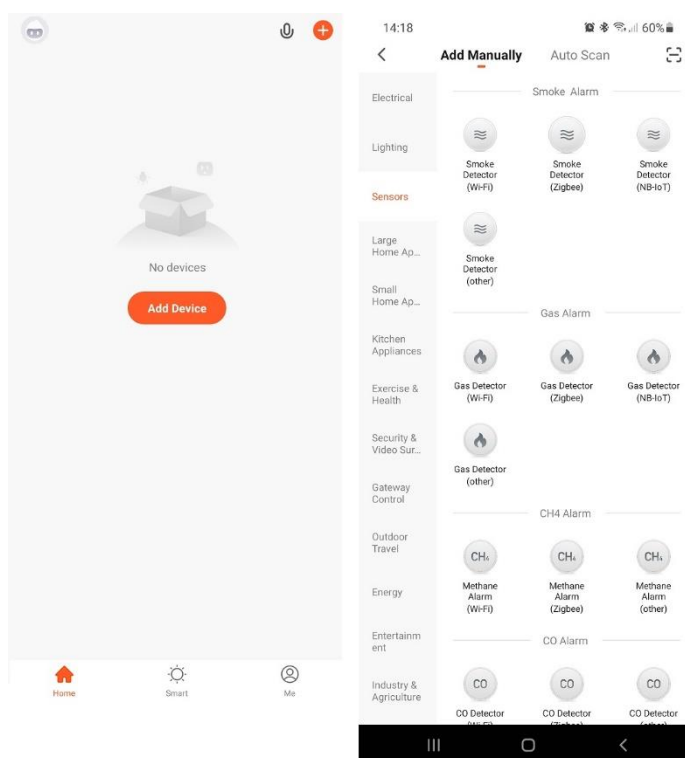 No devices
Add Device
Home
Smart
Me
14:18
60%
Add Manually
Auto Scan
Electrical
Lighting
Sensors
Large
Home Ap...
Small
Home Ap...
Kitchen
Appliances
Exercise &
Health
Security &
Video Sur...
Gateway
Control
Outdoor
Travel
Energy
Entertainm
ent
Industry &
Agriculture
Smoke Alarm
Smoke
Detector
(Wi-Fi)
Smoke
Detector
(Zigbee)
Smoke
Detector
(NB-IoT)
Smoke
Detector
(other)
Gas Alarm
Gas Detector
(Wi-Fi)
Gas Detector
(Zigbee)
Gas Detector
(NB-IoT)
Gas Detector
(other)
CH4 Alarm
CH₄
Methane
Alarm
(Wi-Fi)
CH₄
Methane
Alarm
(Zigbee)
CH₄
Methane
Alarm
(other)
CO Alarm
CO
CO Detector
CO
CO Detector
CO
CO Detector